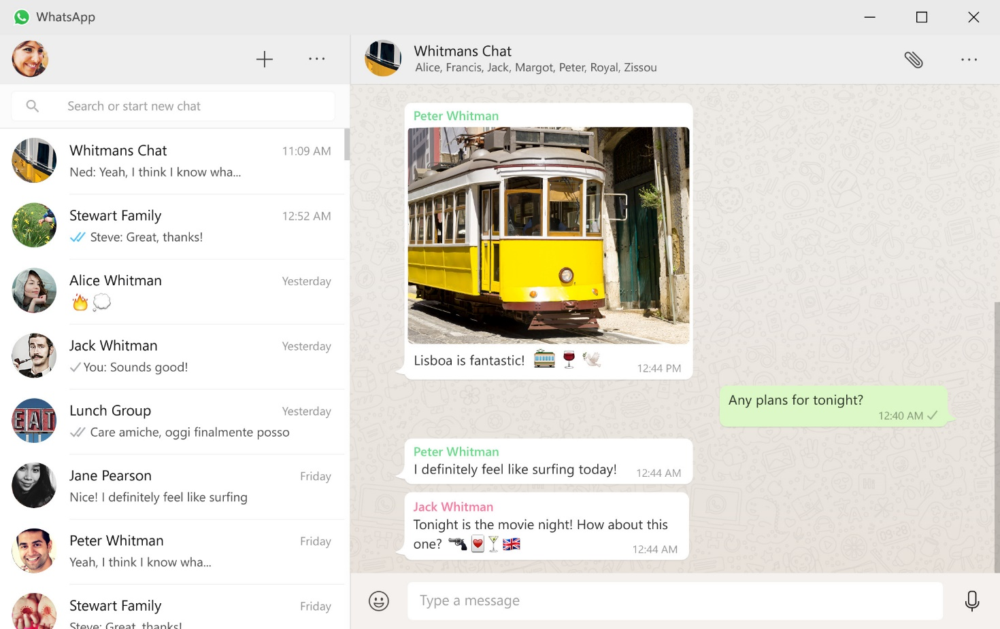 WhatsApp
Search or start new chat
Whitmans Chat
11:09 AM
Ned: Yeah, I think I know wha...
Stewart Family
12:52 AM
Steve: Great, thanks!
Alice Whitman
Yesterday
🔥 💭
Jack Whitman
Yesterday
You: Sounds good!
EAT
Lunch Group
Yesterday
Care amiche, oggi finalmente posso
Jane Pearson
Friday
Nice! I definitely feel like surfing
Peter Whitman
Friday
Yeah, I think I know wha...
Stewart Family
Friday
Steve: Great, thanks!
Whitmans Chat
Alice, Francis, Jack, Margot, Peter, Royal, Zissou
Peter Whitman
Lisboa is fantastic! 🚋 🍷 🕊
12:44 PM
Any plans for tonight?
12:40 AM
Peter Whitman
I definitely feel like surfing today!
12:44 AM
Jack Whitman
Tonight is the movie night! How about this
one? 🔫 🃏 🍸 🇬🇧
12:44 AM
Type a message